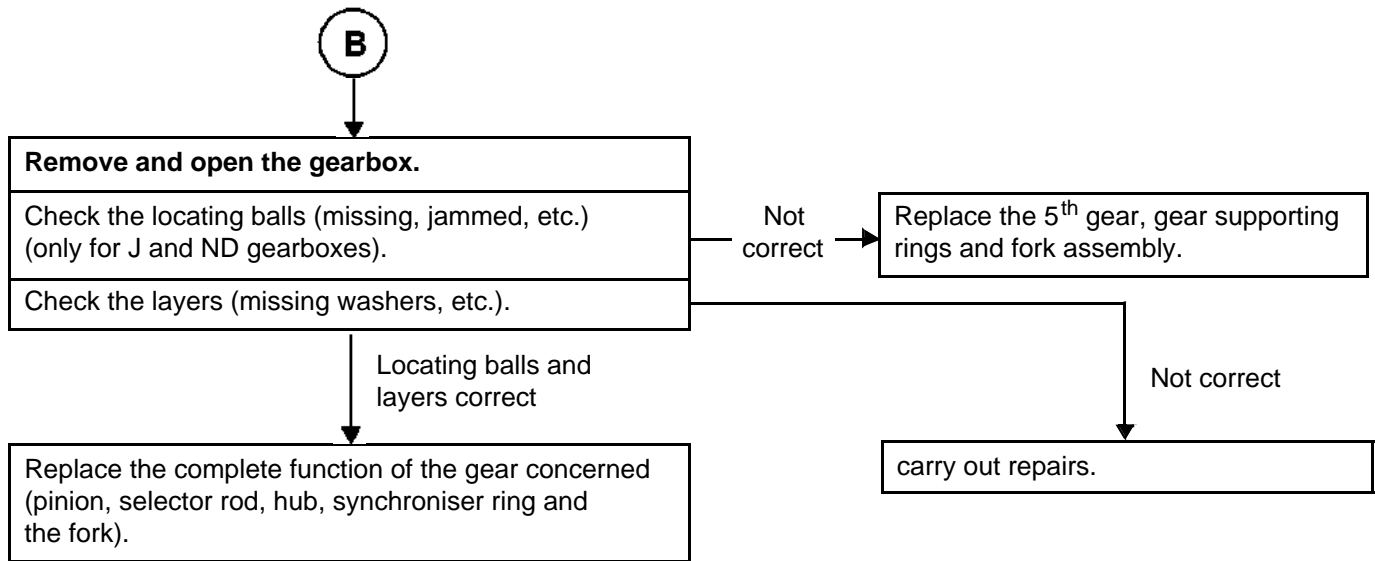 B
Remove and open the gearbox.
Check the locating balls (missing, jammed, etc.)
(only for J and ND gearboxes).
Not
correct
Replace the 5th gear, gear supporting
rings and fork assembly.
Check the layers (missing washers, etc.).
Locating balls and
layers correct
Not correct
Replace the complete function of the gear concerned
(pinion, selector rod, hub, synchroniser ring and
the fork).
carry out repairs.